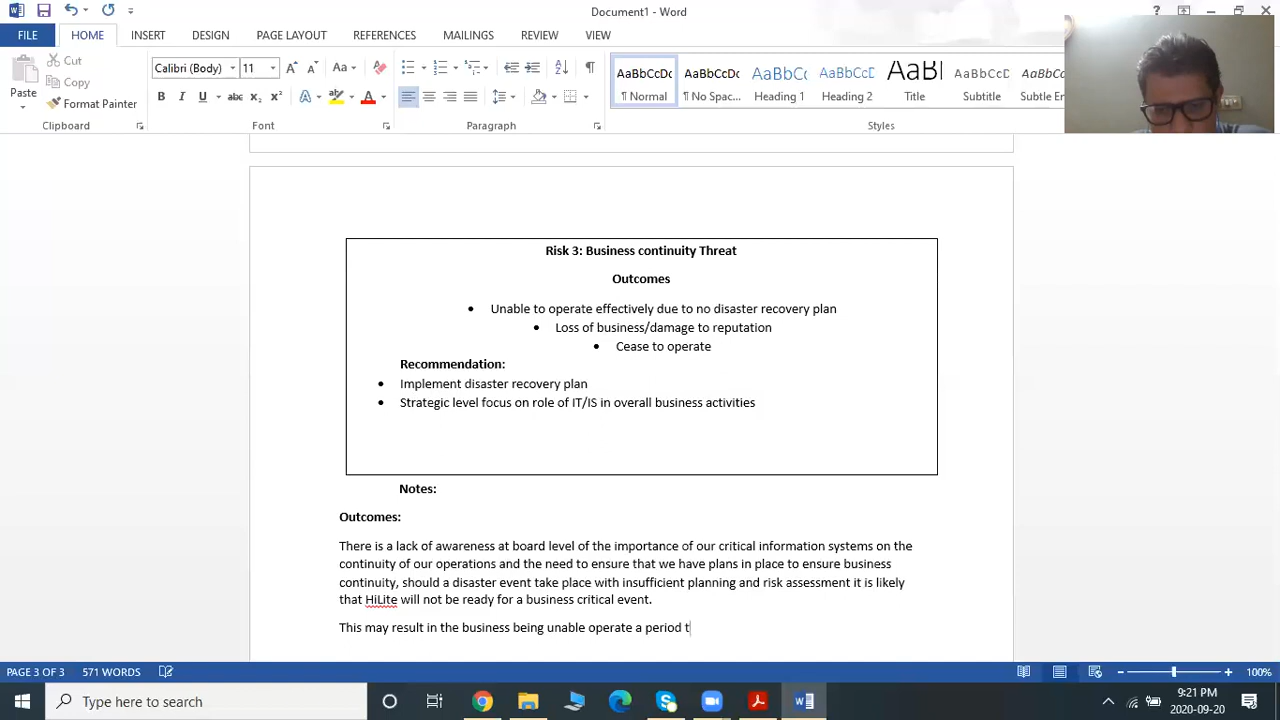 Document1 - Word
?
FILE
HOME
INSERT
DESIGN
PAGE LAYOUT
REFERENCES
MAILINGS
REVIEW
VIEW
Paste
Cut
Copy
Format Painter
Clipboard
Calibri (Body)
11
Aa
B I U abc x₂ x²
A
A
Font
Paragraph
AaBbCcDc
¶ Normal
AaBbCcDc
¶ No Spac...
AaBbCc
Heading 1
AaBbCcC
Heading 2
AaBl
Title
AaBbCcC
Subtitle
AaBbCcDc
Subtle Em
Styles
Risk 3: Business continuity Threat
Outcomes
• Unable to operate effectively due to no disaster recovery plan
• Loss of business/damage to reputation
• Cease to operate
Recommendation:
• Implement disaster recovery plan
• Strategic level focus on role of IT/IS in overall business activities
Notes:
Outcomes:
There is a lack of awareness at board level of the importance of our critical information systems on the
continuity of our operations and the need to ensure that we have plans in place to ensure business
continuity, should a disaster event take place with insufficient planning and risk assessment it is likely
that HiLite will not be ready for a business critical event.
This may result in the business being unable operate a period t
PAGE 3 OF 3
571 WORDS
100%
Type here to search
9:21 PM
2020-09-20